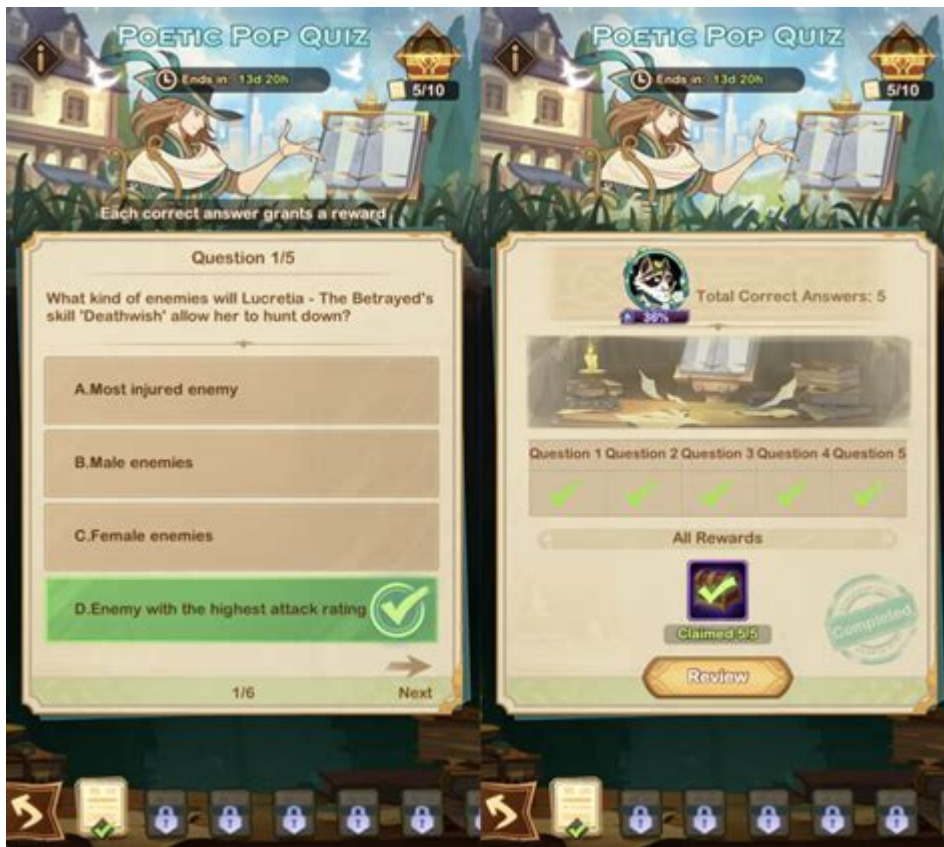 POETIC POP QUIZ
Ends in: 13d 20h
5/10
Each correct answer grants a reward
Question 1/5
What kind of enemies will Lucretia - The Betrayed's
skill 'Deathwish' allow her to hunt down?
A.Most injured enemy
B.Male enemies
C.Female enemies
D.Enemy with the highest attack rating
1/6
Next
POETIC POP QUIZ
Ends in: 13d 20h
5/10
Total Correct Answers: 5
36%
Question 1 Question 2 Question 3 Question 4 Question 5
All Rewards
Claimed 5/5
Completed
Review